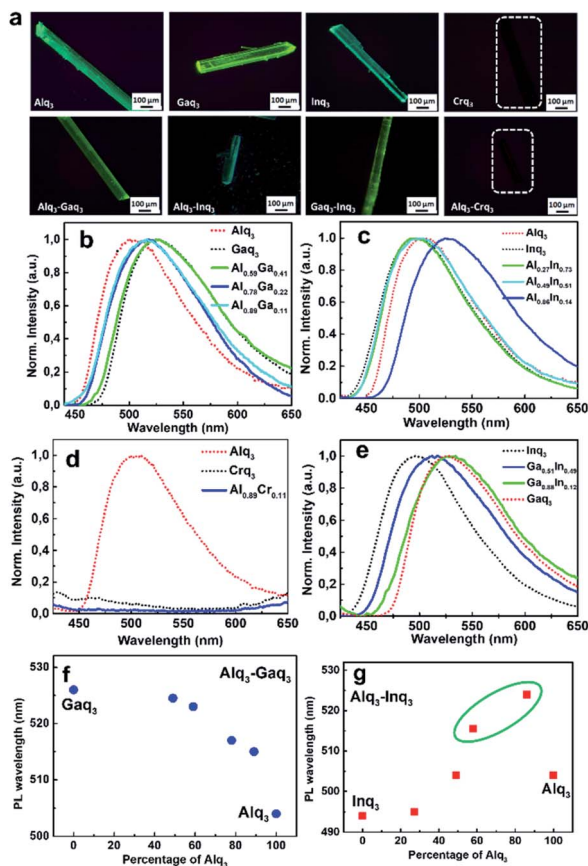 a
Alq₃ 100 μm
Gaq₃ 100 μm
Inq₃ 100 μm
Crq₃ 100 μm
Alq₃-Gaq₃ 100 μm
Alq₃-Inq₃ 100 μm
Gaq₃-Inq₃ 100 μm
Alq₃-Crq₃ 100 μm
b
Alq₃
Gaq₃
Al₀.₅₉Ga₀.₄₁
Al₀.₇₈Ga₀.₂₂
Al₀.₈₉Ga₀.₁₁
Norm. Intensity (a.u.)
1,0
0,8
0,6
0,4
0,2
0,0
450 500 550 600 650
Wavelength (nm)
c
Alq₃
Inq₃
Al₀.₂₇In₀.₇₃
Al₀.₄₉In₀.₅₁
Al₀.₈₆In₀.₁₄
Norm. Intensity (a.u.)
1,0
0,8
0,6
0,4
0,2
0,0
450 500 550 600 650
Wavelength (nm)
d
Alq₃
Crq₃
Al₀.₈₉Cr₀.₁₁
Norm. Intensity (a.u.)
1,0
0,8
0,6
0,4
0,2
0,0
450 500 550 600 650
Wavelength (nm)
e
Inq₃
Ga₀.₅₁In₀.₄₉
Ga₀.₈₈In₀.₁₂
Gaq₃
Norm. Intensity (a.u.)
1,0
0,8
0,6
0,4
0,2
450 500 550 600 650
Wavelength (nm)
f
Alq₃-Gaq₃
Gaq₃
Alq₃
PL wavelength (nm)
530
520
510
500
0 20 40 60 80 100
Percentage of Alq₃
g
Alq₃-Inq₃
Inq₃
Alq₃
PL wavelength (nm)
530
520
510
500
490
0 20 40 60 80 100
Percentage of Alq₃